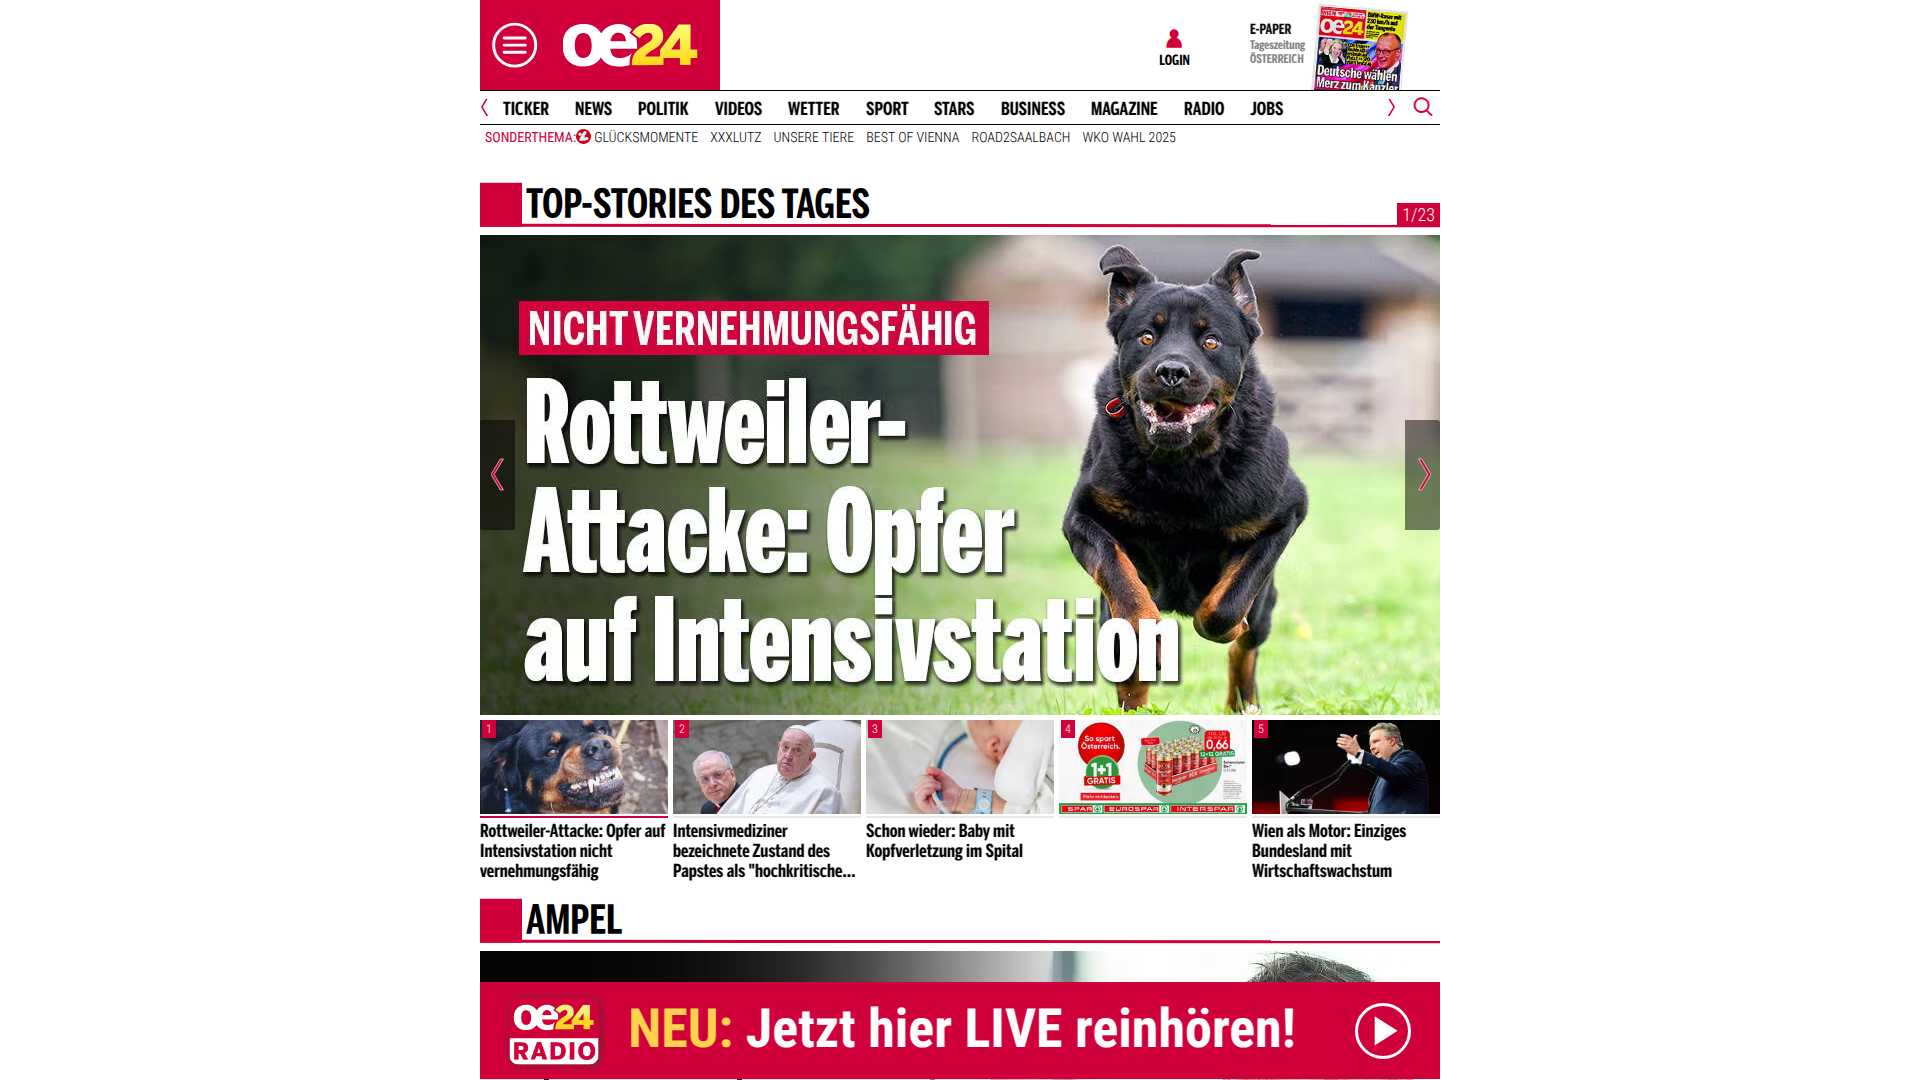 oe24
LOGIN
E-PAPER
Tageszeitung
ÖSTERREICH
oe24
Deutsche wählen
Merz zum Kanzler
TICKER NEWS POLITIK VIDEOS WETTER SPORT STARS BUSINESS MAGAZINE RADIO JOBS
SONDERTHEMA: GLÜCKSMOMENTE XXXLUTZ UNSERE TIERE BEST OF VIENNA ROAD2SAALBACH WKO WAHL 2025
TOP-STORIES DES TAGES
1/23
NICHT VERNEHMUNGSFÄHIG
Rottweiler-
Attacke: Opfer
auf Intensivstation
1
2
3
4
5
So spart
Österreich.
1+1
GRATIS
0,66
12+12 GRATIS
SPAR EUROSPAR INTERSPAR
Rottweiler-Attacke: Opfer auf
Intensivstation nicht
vernehmungsfähig
Intensivmediziner
bezeichnete Zustand des
Papstes als "hochkritische...
Schon wieder: Baby mit
Kopfverletzung im Spital
Wien als Motor: Einziges
Bundesland mit
Wirtschaftswachstum
AMPEL
oe24
RADIO
NEU: Jetzt hier LIVE reinhören!